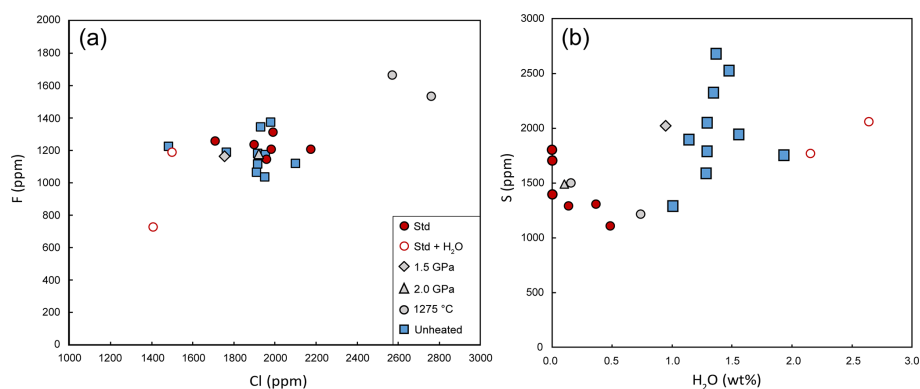 (a)
2000
1800
1600
1400
1200
1000
800
600
400
200
0
F (ppm)
1000 1200 1400 1600 1800 2000 2200 2400 2600 2800 3000
Cl (ppm)
Std
Std + H₂O
1.5 GPa
2.0 GPa
1275 °C
Unheated
(b)
3000
2500
2000
1500
1000
500
0
S (ppm)
0.0 0.5 1.0 1.5 2.0 2.5 3.0
H₂O (wt%)